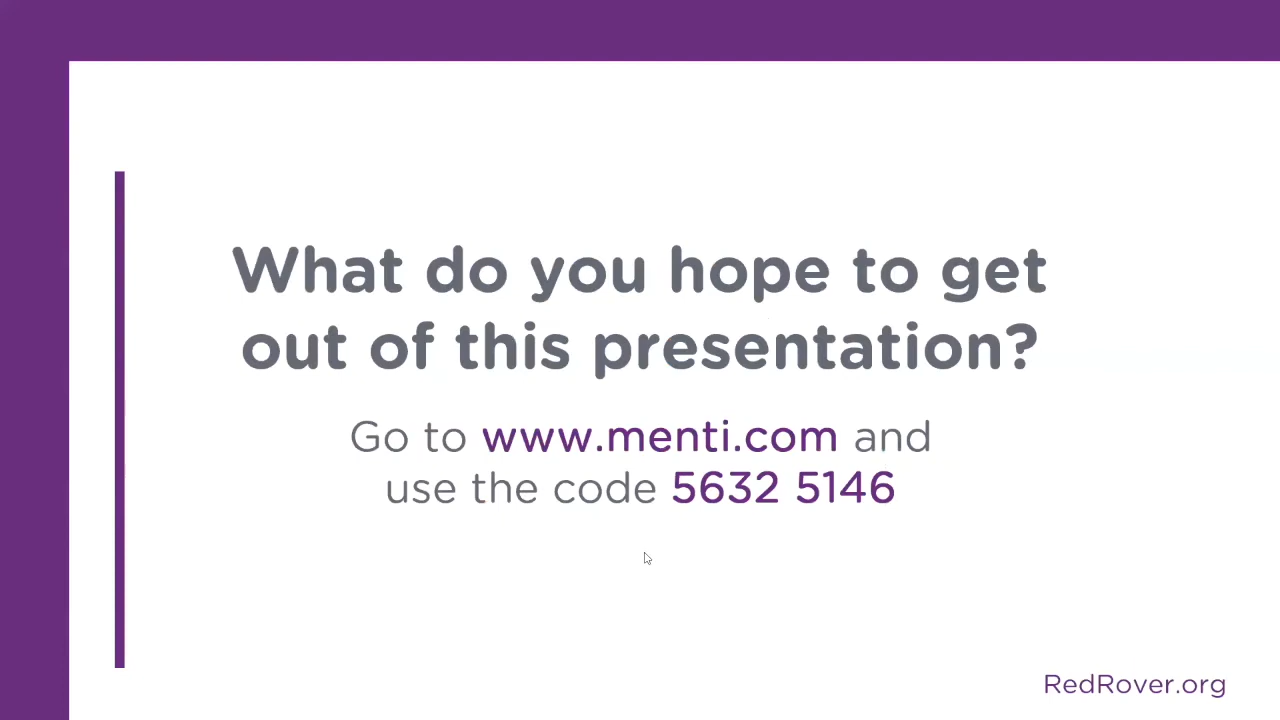 What do you hope to get
out of this presentation?
Go to www.menti.com and
use the code 5632 5146
RedRover.org